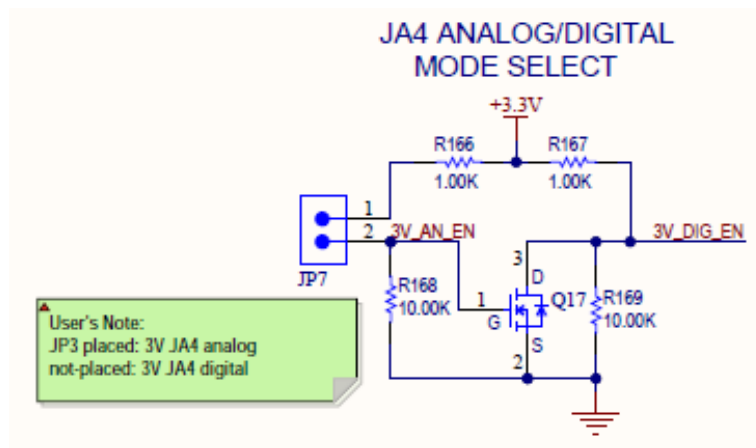 JA4 ANALOG/DIGITAL
MODE SELECT
+3.3V
R166
R167
1.00K
1.00K
1
2
3V_AN_EN
3V_DIG_EN
JP7
3
D
R168
10.00K
1
G
Q17
R169
10.00K
S
2
User's Note:
JP3 placed: 3V JA4 analog
not-placed: 3V JA4 digital